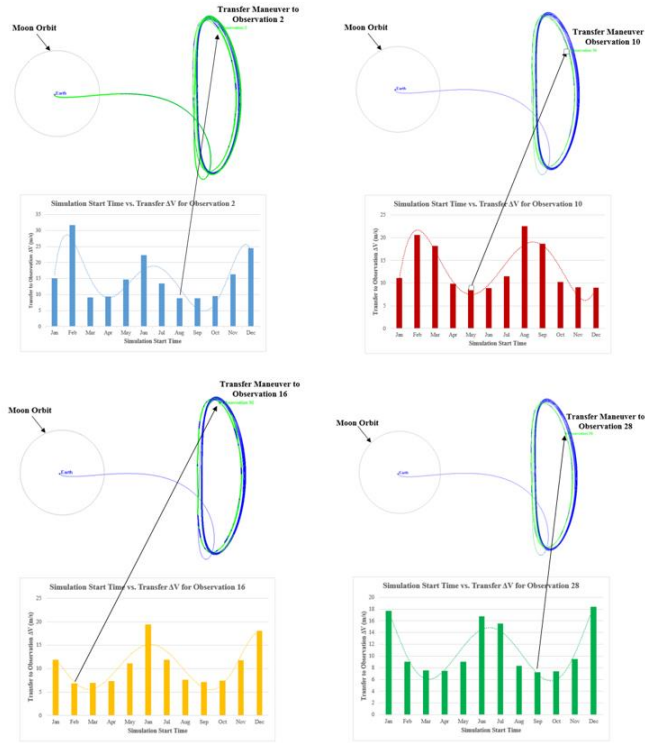 Transfer Maneuver to
Observation 2
Moon Orbit
Earth
Simulation Start Time vs. Transfer ΔV for Observation 2
Transfer to Observation ΔV (m/s)
35
30
25
20
15
10
5
0
Jan Feb Mar Apr May Jun Jul Aug Sep Oct Nov Dec
Simulation Start Time
Transfer Maneuver
Observation 10
Moon Orbit
Earth
Simulation Start Time vs. Transfer ΔV for Observation 10
Transfer to Observation ΔV (m/s)
25
20
15
10
5
0
Jan Feb Mar Apr May Jun Jul Aug Sep Oct Nov Dec
Simulation Start Time
Transfer Maneuver to
Observation 16
Moon Orbit
Earth
Simulation Start Time vs. Transfer ΔV for Observation 16
Transfer to Observation ΔV (m/s)
25
20
15
10
5
0
Jan Feb Mar Apr May Jun Jul Aug Sep Oct Nov Dec
Simulation Start Time
Transfer Maneuver to
Observation 28
Moon Orbit
Earth
Simulation Start Time vs. Transfer ΔV for Observation 28
Transfer to Observation ΔV (m/s)
20
18
16
14
12
10
8
6
4
2
0
Jan Feb Mar Apr May Jun Jul Aug Sep Oct Nov Dec
Simulation Start Time